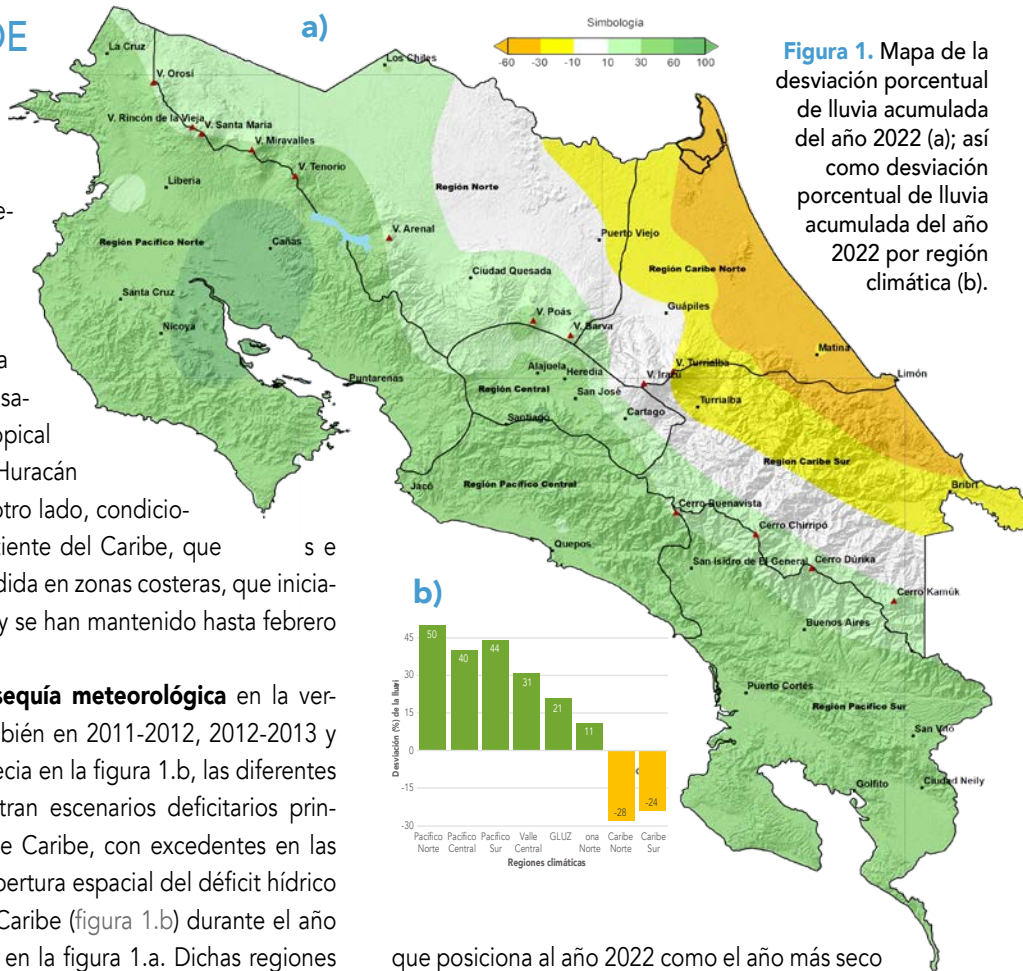 DE
a)
Simbología
-60 -30 -10 10 30 60 100
Figura 1. Mapa de la
desviación porcentual
de lluvia acumulada
del año 2022 (a); así
como desviación
porcentual de lluvia
acumulada del año
2022 por región
climática (b).
La Cruz
Los Chiles
V. Orosí
V. Rincón de la Vieja
V. Santa María
V. Miravalles
V. Tenorio
Liberia
Región Norte
e-
Región Pacífico Norte
Cañas
V. Arenal
Puerto Viejo
Región Caribe Norte
Ciudad Quesada
Santa Cruz
Guápiles
Nicoya
V. Poás
V. Barva
Matina
a
Puntarenas
Alajuela
Heredia
V. Irazú
V. Turrialba
Limón
sa-
Región Central
San José
Turrialba
opical
Santiago
Cartago
Huracán
Region Caribe Sur
Jacó
Región Pacífico Central
Bribrí
otro lado, condicio-
Cerro Buenavista
Cerro Chirripó
tiente del Caribe, que s e
Quepos
San Isidro de El General
Cerro Dúrika
dida en zonas costeras, que inicia-
Cerro Kamúk
y se han mantenido hasta febrero
Buenos Aires
sequía meteorológica en la ver-
Puerto Cortés
Región Pacífico Sur
mbién en 2011-2012, 2012-2013 y
San Vito
ecia en la figura 1.b, las diferentes
Golfito
Ciudad Neily
tran escenarios deficitarios prin-
e Caribe, con excedentes en las
pertura espacial del déficit hídrico
Caribe (figura 1.b) durante el año
en la figura 1.a. Dichas regiones
b)
Desviación (%) de la lluvi
45
30
15
0
-15
-30
50
40
44
31
21
11
-28
-24
Pacífico Norte
Pacífico Central
Pacífico Sur
Valle Central
GLUZ
ona Norte
Caribe Norte
Caribe Sur
Regiones climáticas
que posiciona al año 2022 como el año más seco